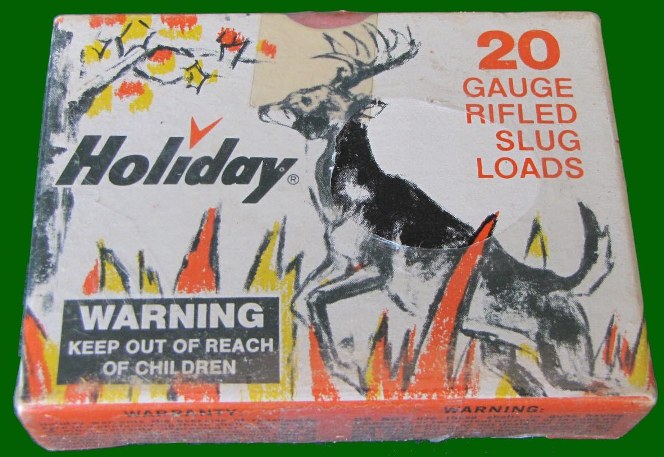 20
GAUGE
RIFLED
SLUG
LOADS
Holiday®
WARNING
KEEP OUT OF REACH
OF CHILDREN
WARRANTY:
WARNING: